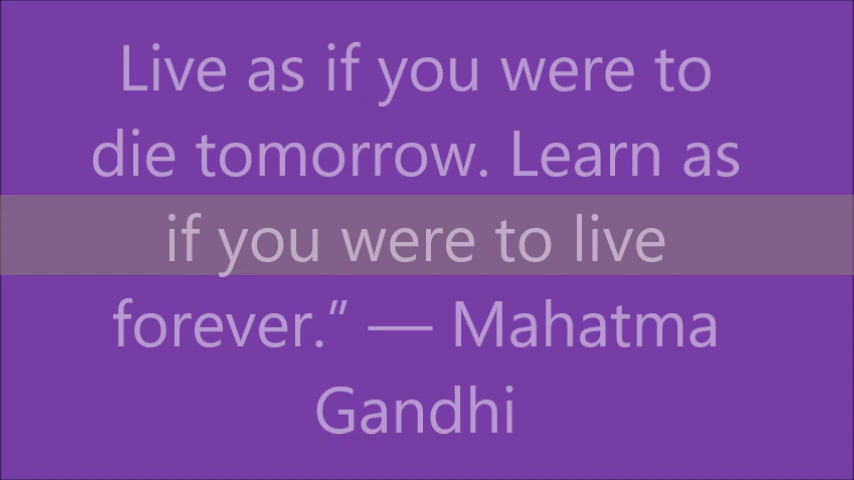 Live as if you were to
die tomorrow. Learn as
if you were to live
forever.” — Mahatma
Gandhi